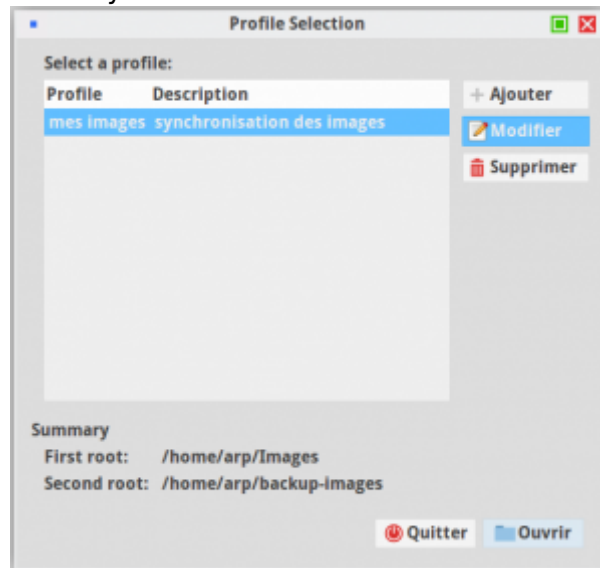 Profile Selection
Select a profile:
Profile Description
mes images synchronisation des images
Ajouter
Modifier
Supprimer
Summary
First root: /home/arp/Images
Second root: /home/arp/backup-images
Quitter Ouvrir